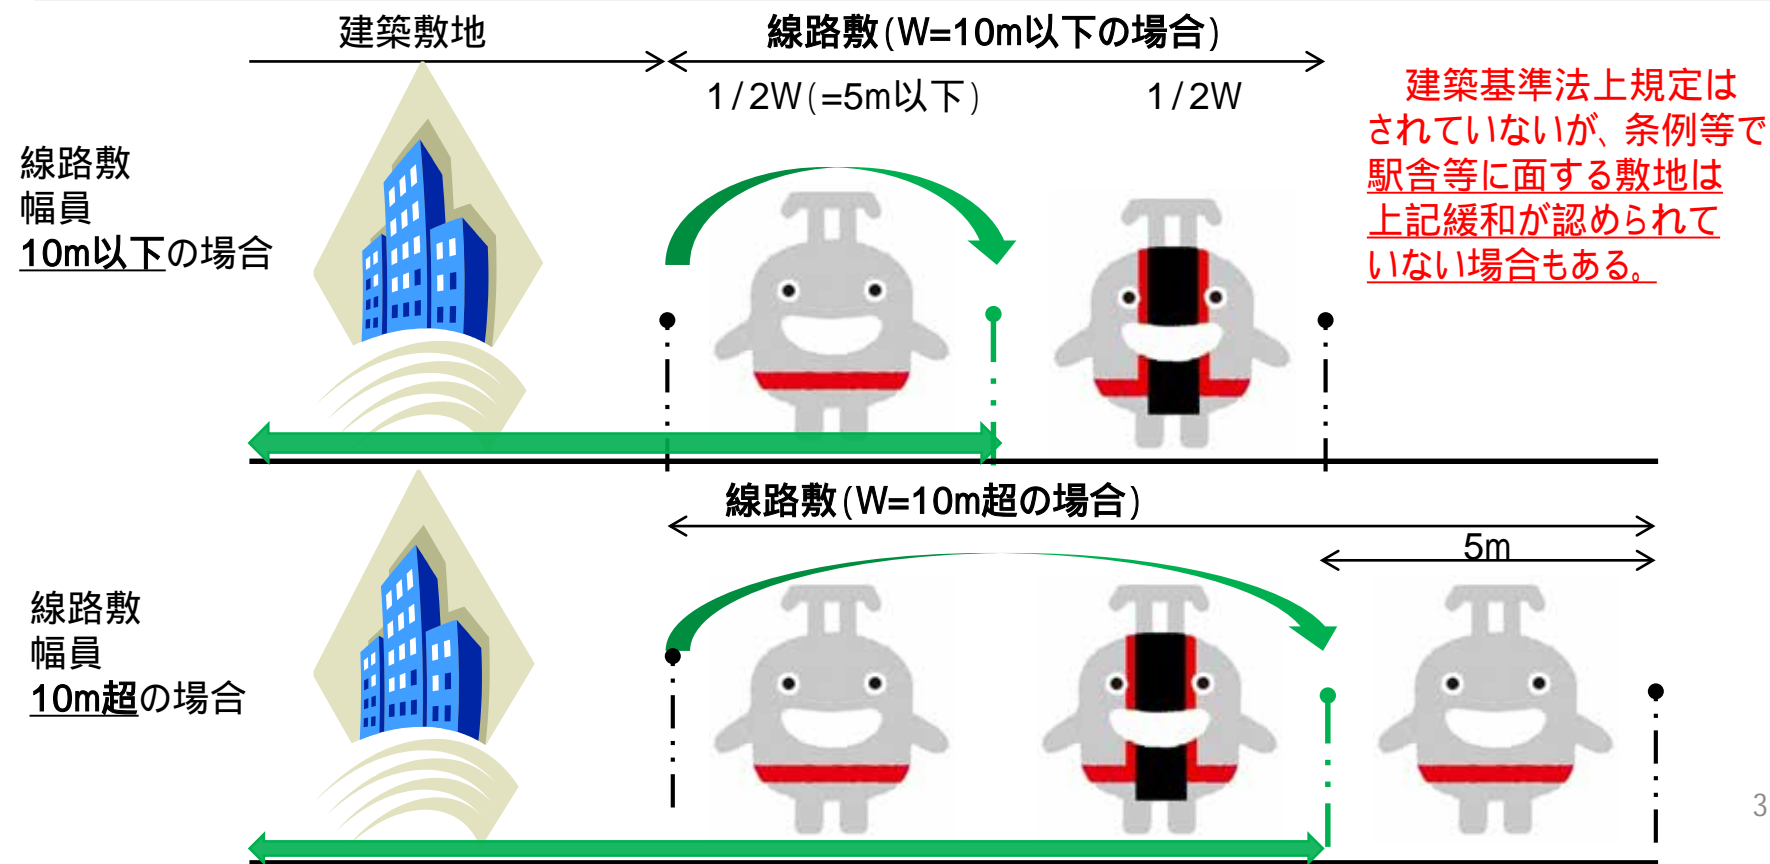 建築敷地
線路敷(W=10m以下の場合)
1/2W(=5m以下)
1/2W
線路敷
幅員
10m以下の場合
建築基準法上規定は
されていないが、条例等で
駅舎等に面する敷地は
上記緩和が認められて
いない場合もある。
線路敷(W=10m超の場合)
5m
線路敷
幅員
10m超の場合
3